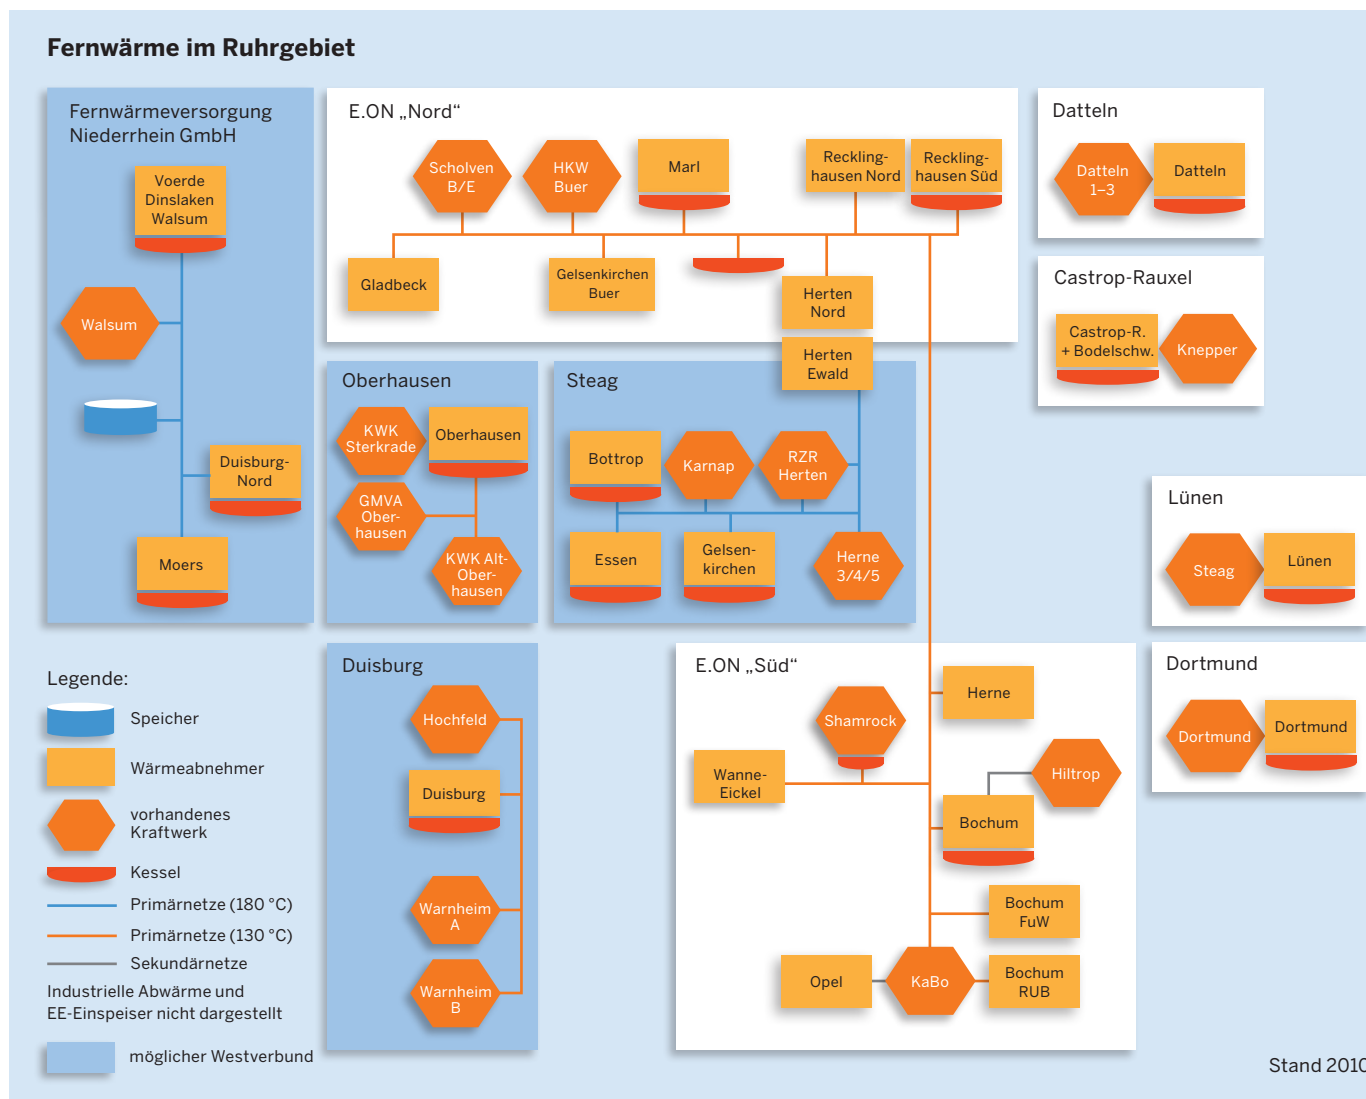 Fernwärme im Ruhrgebiet
Fernwärmeversorgung
Niederrhein GmbH
Voerde
Dinslaken
Walsum
Walsum
Duisburg-
Nord
Moers
E.ON „Nord“
Scholven
B/E
HKW
Buer
Marl
Reckling-
hausen Nord
Reckling-
hausen Süd
Gladbeck
Gelsenkirchen
Buer
Herten
Nord
Herten
Ewald
Datteln
Datteln
1–3
Datteln
Castrop-Rauxel
Castrop-R.
+ Bodelschw.
Knepper
Oberhausen
KWK
Sterkrade
Oberhausen
GMVA
Ober-
hausen
KWK Alt-
Ober-
hausen
Steag
Bottrop
Karnap
RZR
Herten
Essen
Gelsen-
kirchen
Herne
3/4/5
Lünen
Steag
Lünen
Dortmund
Dortmund
Dortmund
Duisburg
Hochfeld
Duisburg
Warnheim
A
Warnheim
B
E.ON „Süd“
Shamrock
Herne
Wanne-
Eickel
Hiltrop
Bochum
Bochum
FuW
Opel
KaBo
Bochum
RUB
Legende:
Speicher
Wärmeabnehmer
vorhandenes
Kraftwerk
Kessel
Primärnetze (180 °C)
Primärnetze (130 °C)
Sekundärnetze
Industrielle Abwärme und
EE-Einspeiser nicht dargestellt
möglicher Westverbund
Stand 2010